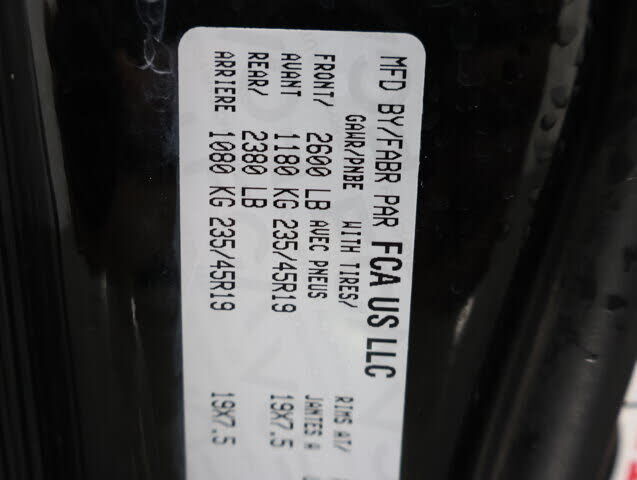 MFD BY/FABR PAR FCA US LLC
GAWR/PNBE WITH TIRES/ RIMS AT/
FRONT/ 2600 LB AVEC PNEUS JANTES A
AVANT 1180 KG 235/45R19 19X7.5
REAR/ 2380 LB
ARRIERE 1080 KG 235/45R19 19X7.5